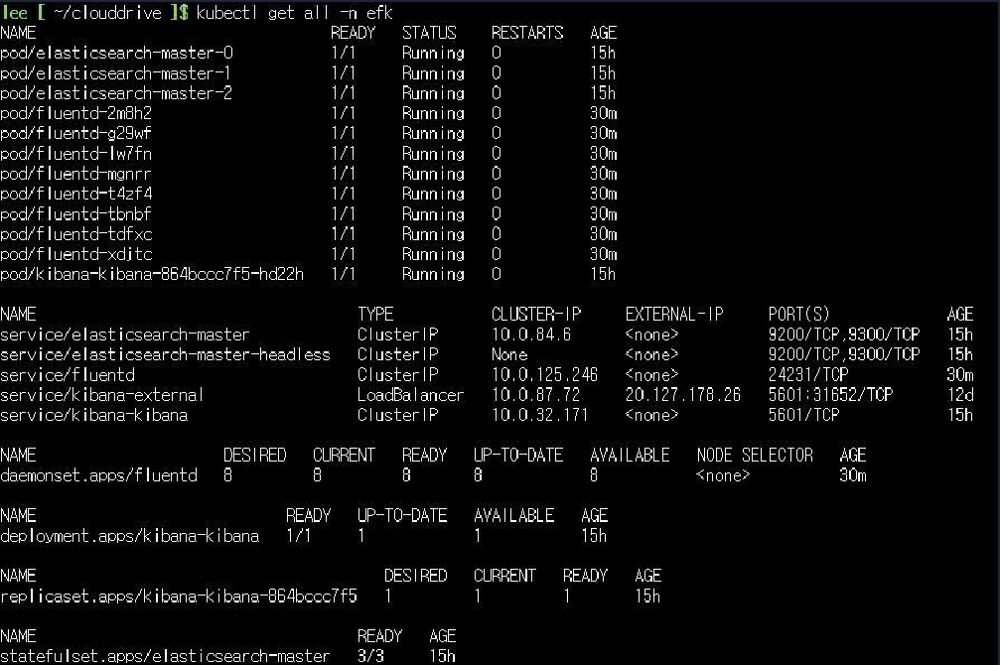 lee [ ~/clouddrive ]$ kubectl get all -n efk
NAME READY STATUS RESTARTS AGE
pod/elasticsearch-master-0 1/1 Running 0 15h
pod/elasticsearch-master-1 1/1 Running 0 15h
pod/elasticsearch-master-2 1/1 Running 0 15h
pod/fluentd-2m8h2 1/1 Running 0 30m
pod/fluentd-g29wf 1/1 Running 0 30m
pod/fluentd-lw7fn 1/1 Running 0 30m
pod/fluentd-mgnrr 1/1 Running 0 30m
pod/fluentd-t4zf4 1/1 Running 0 30m
pod/fluentd-tbnbf 1/1 Running 0 30m
pod/fluentd-tdfxc 1/1 Running 0 30m
pod/fluentd-xdjtc 1/1 Running 0 30m
pod/kibana-kibana-864bccc7f5-hd22h 1/1 Running 0 15h
NAME TYPE CLUSTER-IP EXTERNAL-IP PORT(S) AGE
service/elasticsearch-master ClusterIP 10.0.84.6 <none> 9200/TCP,9300/TCP 15h
service/elasticsearch-master-headless ClusterIP None <none> 9200/TCP,9300/TCP 15h
service/fluentd ClusterIP 10.0.125.246 <none> 24231/TCP 30m
service/kibana-external LoadBalancer 10.0.87.72 20.127.178.26 5601:31652/TCP 12d
service/kibana-kibana ClusterIP 10.0.32.171 <none> 5601/TCP 15h
NAME DESIRED CURRENT READY UP-TO-DATE AVAILABLE NODE SELECTOR AGE
daemonset.apps/fluentd 8 8 8 8 8 <none> 30m
NAME READY UP-TO-DATE AVAILABLE AGE
deployment.apps/kibana-kibana 1/1 1 1 15h
NAME DESIRED CURRENT READY AGE
replicaset.apps/kibana-kibana-864bccc7f5 1 1 1 15h
NAME READY AGE
statefulset.apps/elasticsearch-master 3/3 15h